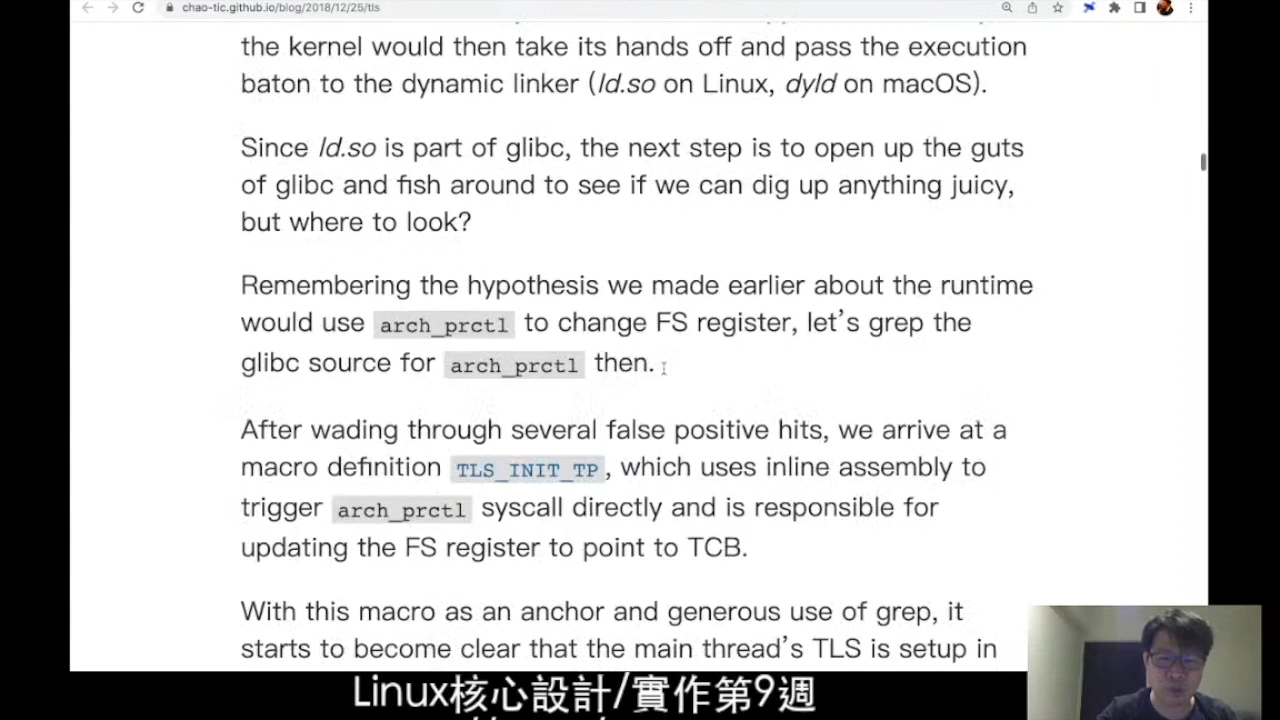 chao-tic.github.io/blog/2018/12/25/tls
the kernel would then take its hands off and pass the execution
baton to the dynamic linker (ld.so on Linux, dyld on macOS).
Since ld.so is part of glibc, the next step is to open up the guts
of glibc and fish around to see if we can dig up anything juicy,
but where to look?
Remembering the hypothesis we made earlier about the runtime
would use arch_prctl to change FS register, let's grep the
glibc source for arch_prctl then.
After wading through several false positive hits, we arrive at a
macro definition TLS_INIT_TP, which uses inline assembly to
trigger arch_prctl syscall directly and is responsible for
updating the FS register to point to TCB.
With this macro as an anchor and generous use of grep, it
starts to become clear that the main thread's TLS is setup in
Linux核心設計/實作第9週